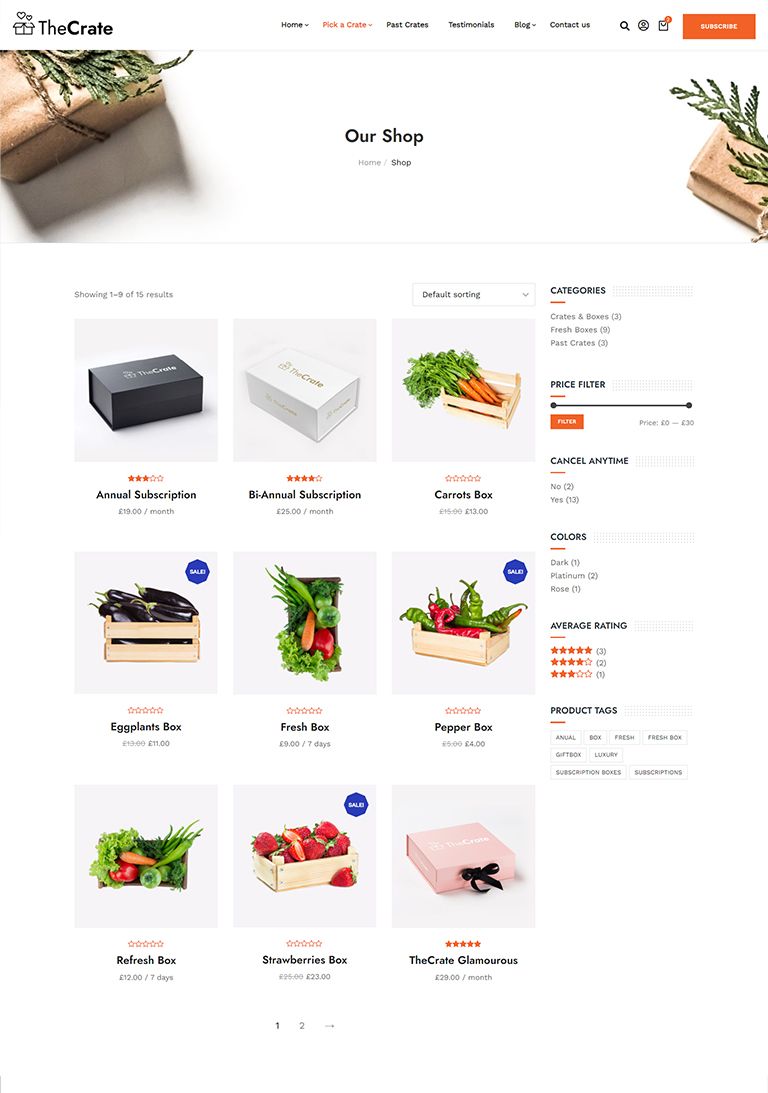 TheCrate
Home Pick a Crate Past Crates Testimonials Blog Contact us
SUBSCRIBE
Our Shop
Home / Shop
Showing 1–9 of 15 results
Default sorting
TheCrate
Annual Subscription
£19.00 / month
TheCrate
TheCrate
Bi-Annual Subscription
£25.00 / month
Carrots Box
£15.00 £13.00
SALE!
Eggplants Box
£13.00 £11.00
Fresh Box
£9.00 / 7 days
SALE!
Pepper Box
£5.00 £4.00
Refresh Box
£12.00 / 7 days
SALE!
Strawberries Box
£25.00 £23.00
TheCrate
TheCrate
TheCrate Glamourous
£29.00 / month
1 2 →
CATEGORIES
Crates & Boxes (3)
Fresh Boxes (9)
Past Crates (3)
PRICE FILTER
FILTER
Price: £0 — £30
CANCEL ANYTIME
No (2)
Yes (13)
COLORS
Dark (1)
Platinum (2)
Rose (1)
AVERAGE RATING
(3)
(2)
(1)
PRODUCT TAGS
ANUAL BOX FRESH FRESH BOX
GIFTBOX LUXURY
SUBSCRIPTION BOXES SUBSCRIPTIONS